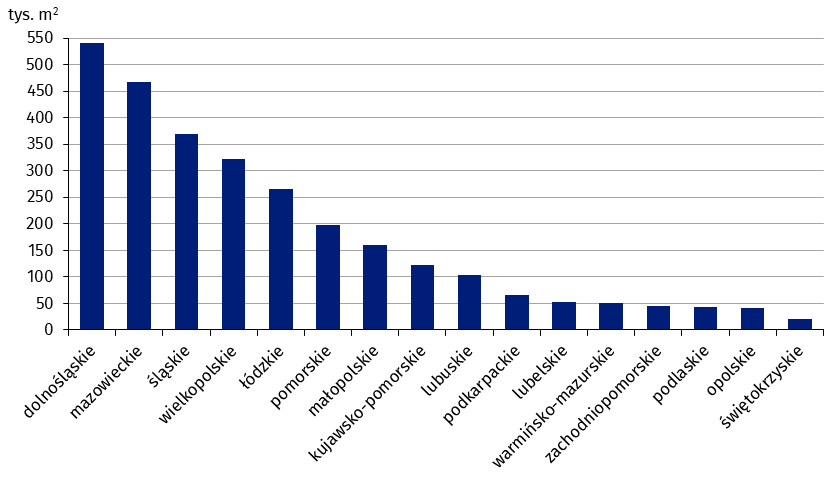 tys. m²
550
500
450
400
350
300
250
200
150
100
50
0
dolnośląskie
mazowieckie
śląskie
wielkopolskie
łódzkie
pomorskie
małopolskie
kujawsko-pomorskie
lubuskie
podkarpackie
lubelskie
warmińsko-mazurskie
zachodniopomorskie
podlaskie
opolskie
świętokrzyskie